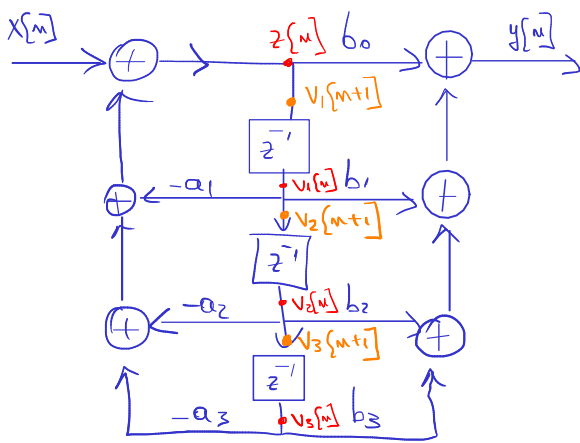 x[n] z[n] b₀ y[n]
+ +
v₁[n+1]
z⁻¹
-a₁ v₁[n] b₁
+ +
v₂[n+1]
z⁻¹
-a₂ v₂[n] b₂
+ +
v₃[n+1]
z⁻¹
-a₃ v₃[n] b₃